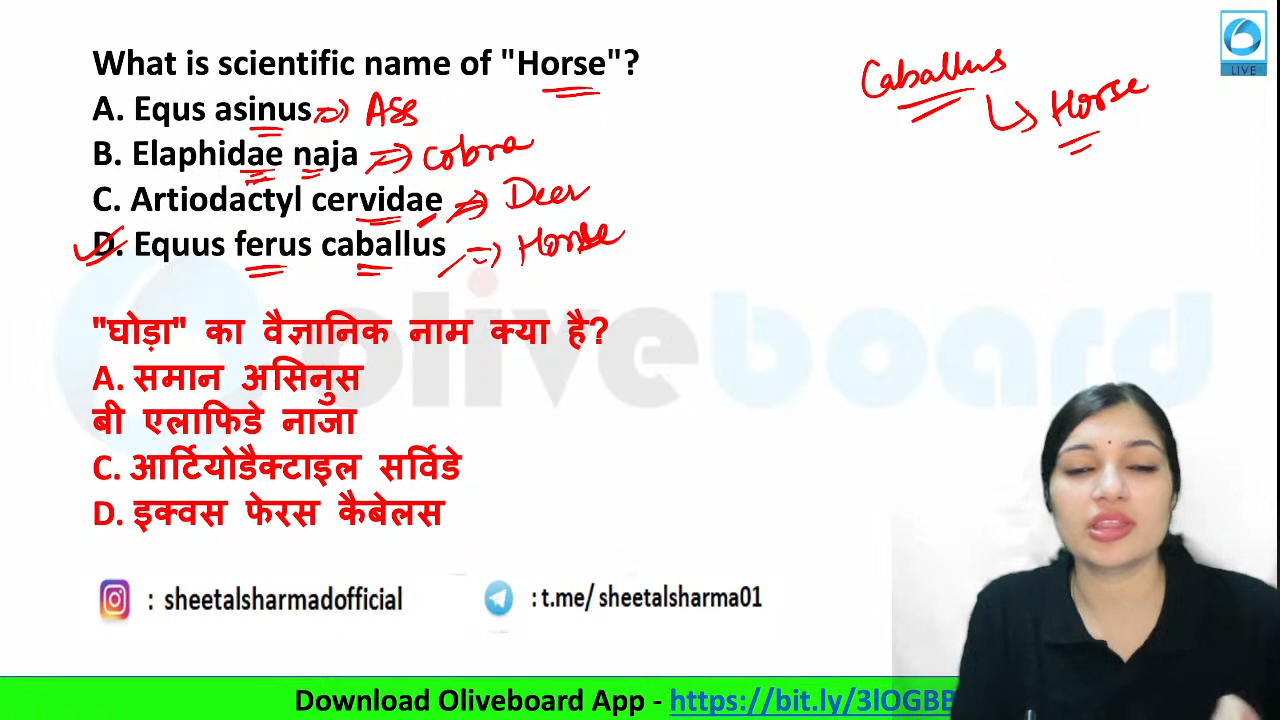 What is scientific name of "Horse"?
A. Equs asinus => Ass
B. Elaphidae naja => Cobra
C. Artiodactyl cervidae => Deer
D. Equus ferus caballus => Horse
Caballus
↳ Horse
LIVE
oliveboard
"घोड़ा" का वैज्ञानिक नाम क्या है?
A. समान असिनुस
बी एलाफिडे नाजा
C. आर्टियोडैक्टाइल सर्विडे
D. इक्वस फेरस कैबेलस
: sheetalsharmadofficial
: t.me/ sheetalsharma01
Download Oliveboard App - https://bit.ly/3lOGBB